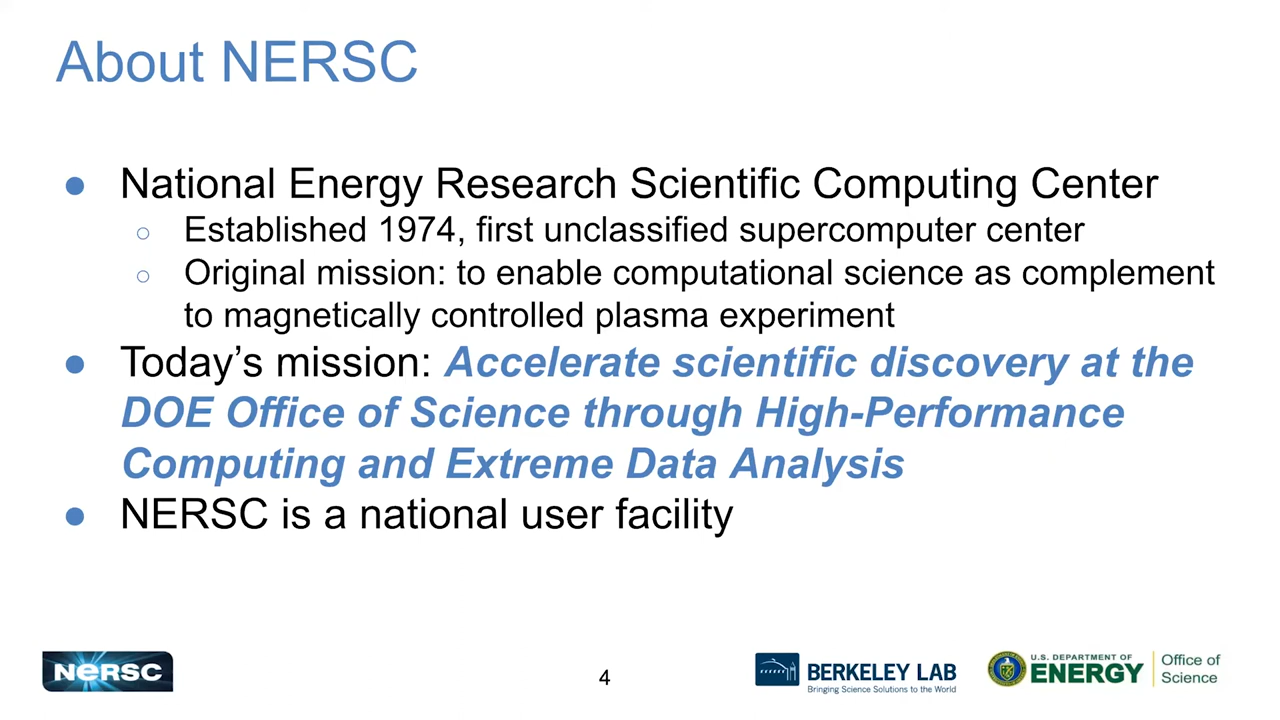 About NERSC
● National Energy Research Scientific Computing Center
○ Established 1974, first unclassified supercomputer center
○ Original mission: to enable computational science as complement
to magnetically controlled plasma experiment
● Today’s mission: Accelerate scientific discovery at the
DOE Office of Science through High-Performance
Computing and Extreme Data Analysis
● NERSC is a national user facility
NERSC
4
BERKELEY LAB
Bringing Science Solutions to the World
U.S. DEPARTMENT OF
ENERGY
Office of
Science